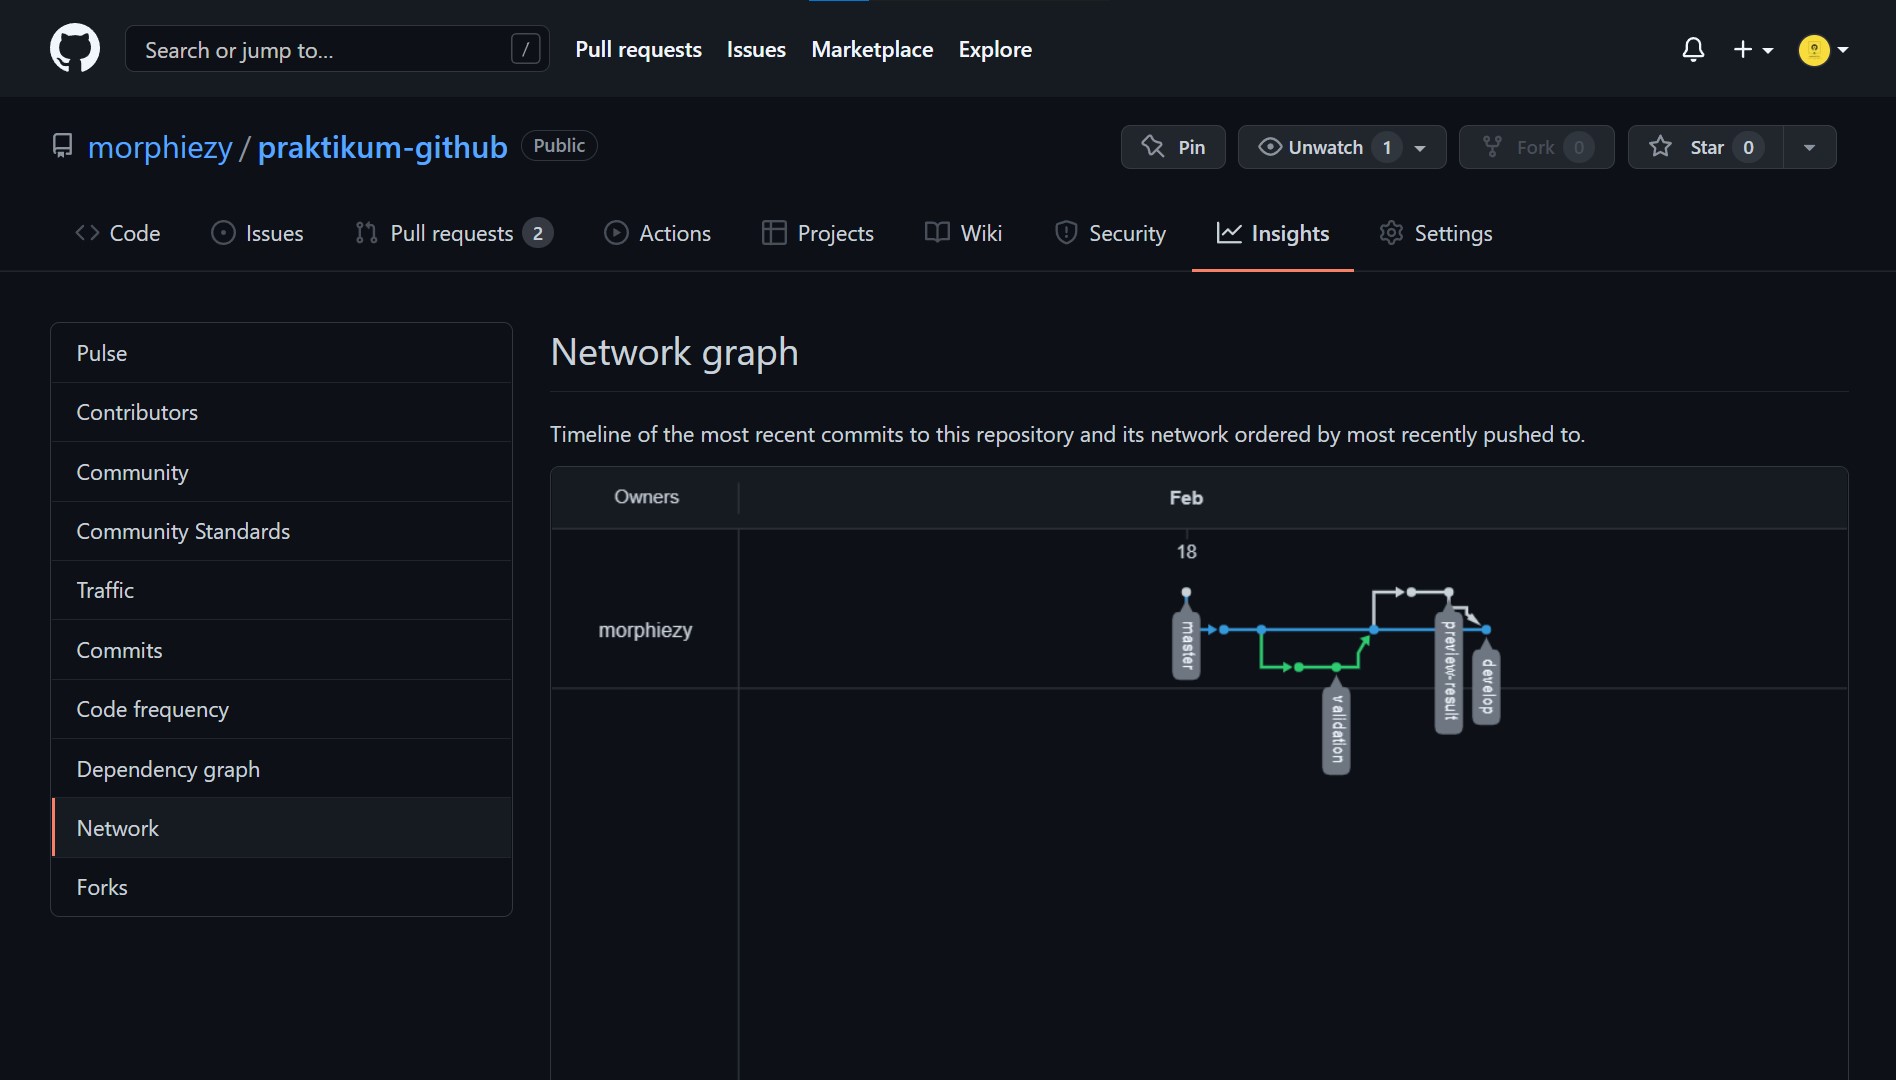 Search or jump to... /
Pull requests Issues Marketplace Explore
morphiezy / praktikum-github Public
Pin Unwatch 1 Fork 0 Star 0
Code Issues Pull requests 2 Actions Projects Wiki Security Insights Settings
Pulse
Contributors
Community
Community Standards
Traffic
Commits
Code frequency
Dependency graph
Network
Forks
Network graph
Timeline of the most recent commits to this repository and its network ordered by most recently pushed to.
Owners Feb
18
morphiezy
master
validation
preview-result
develop